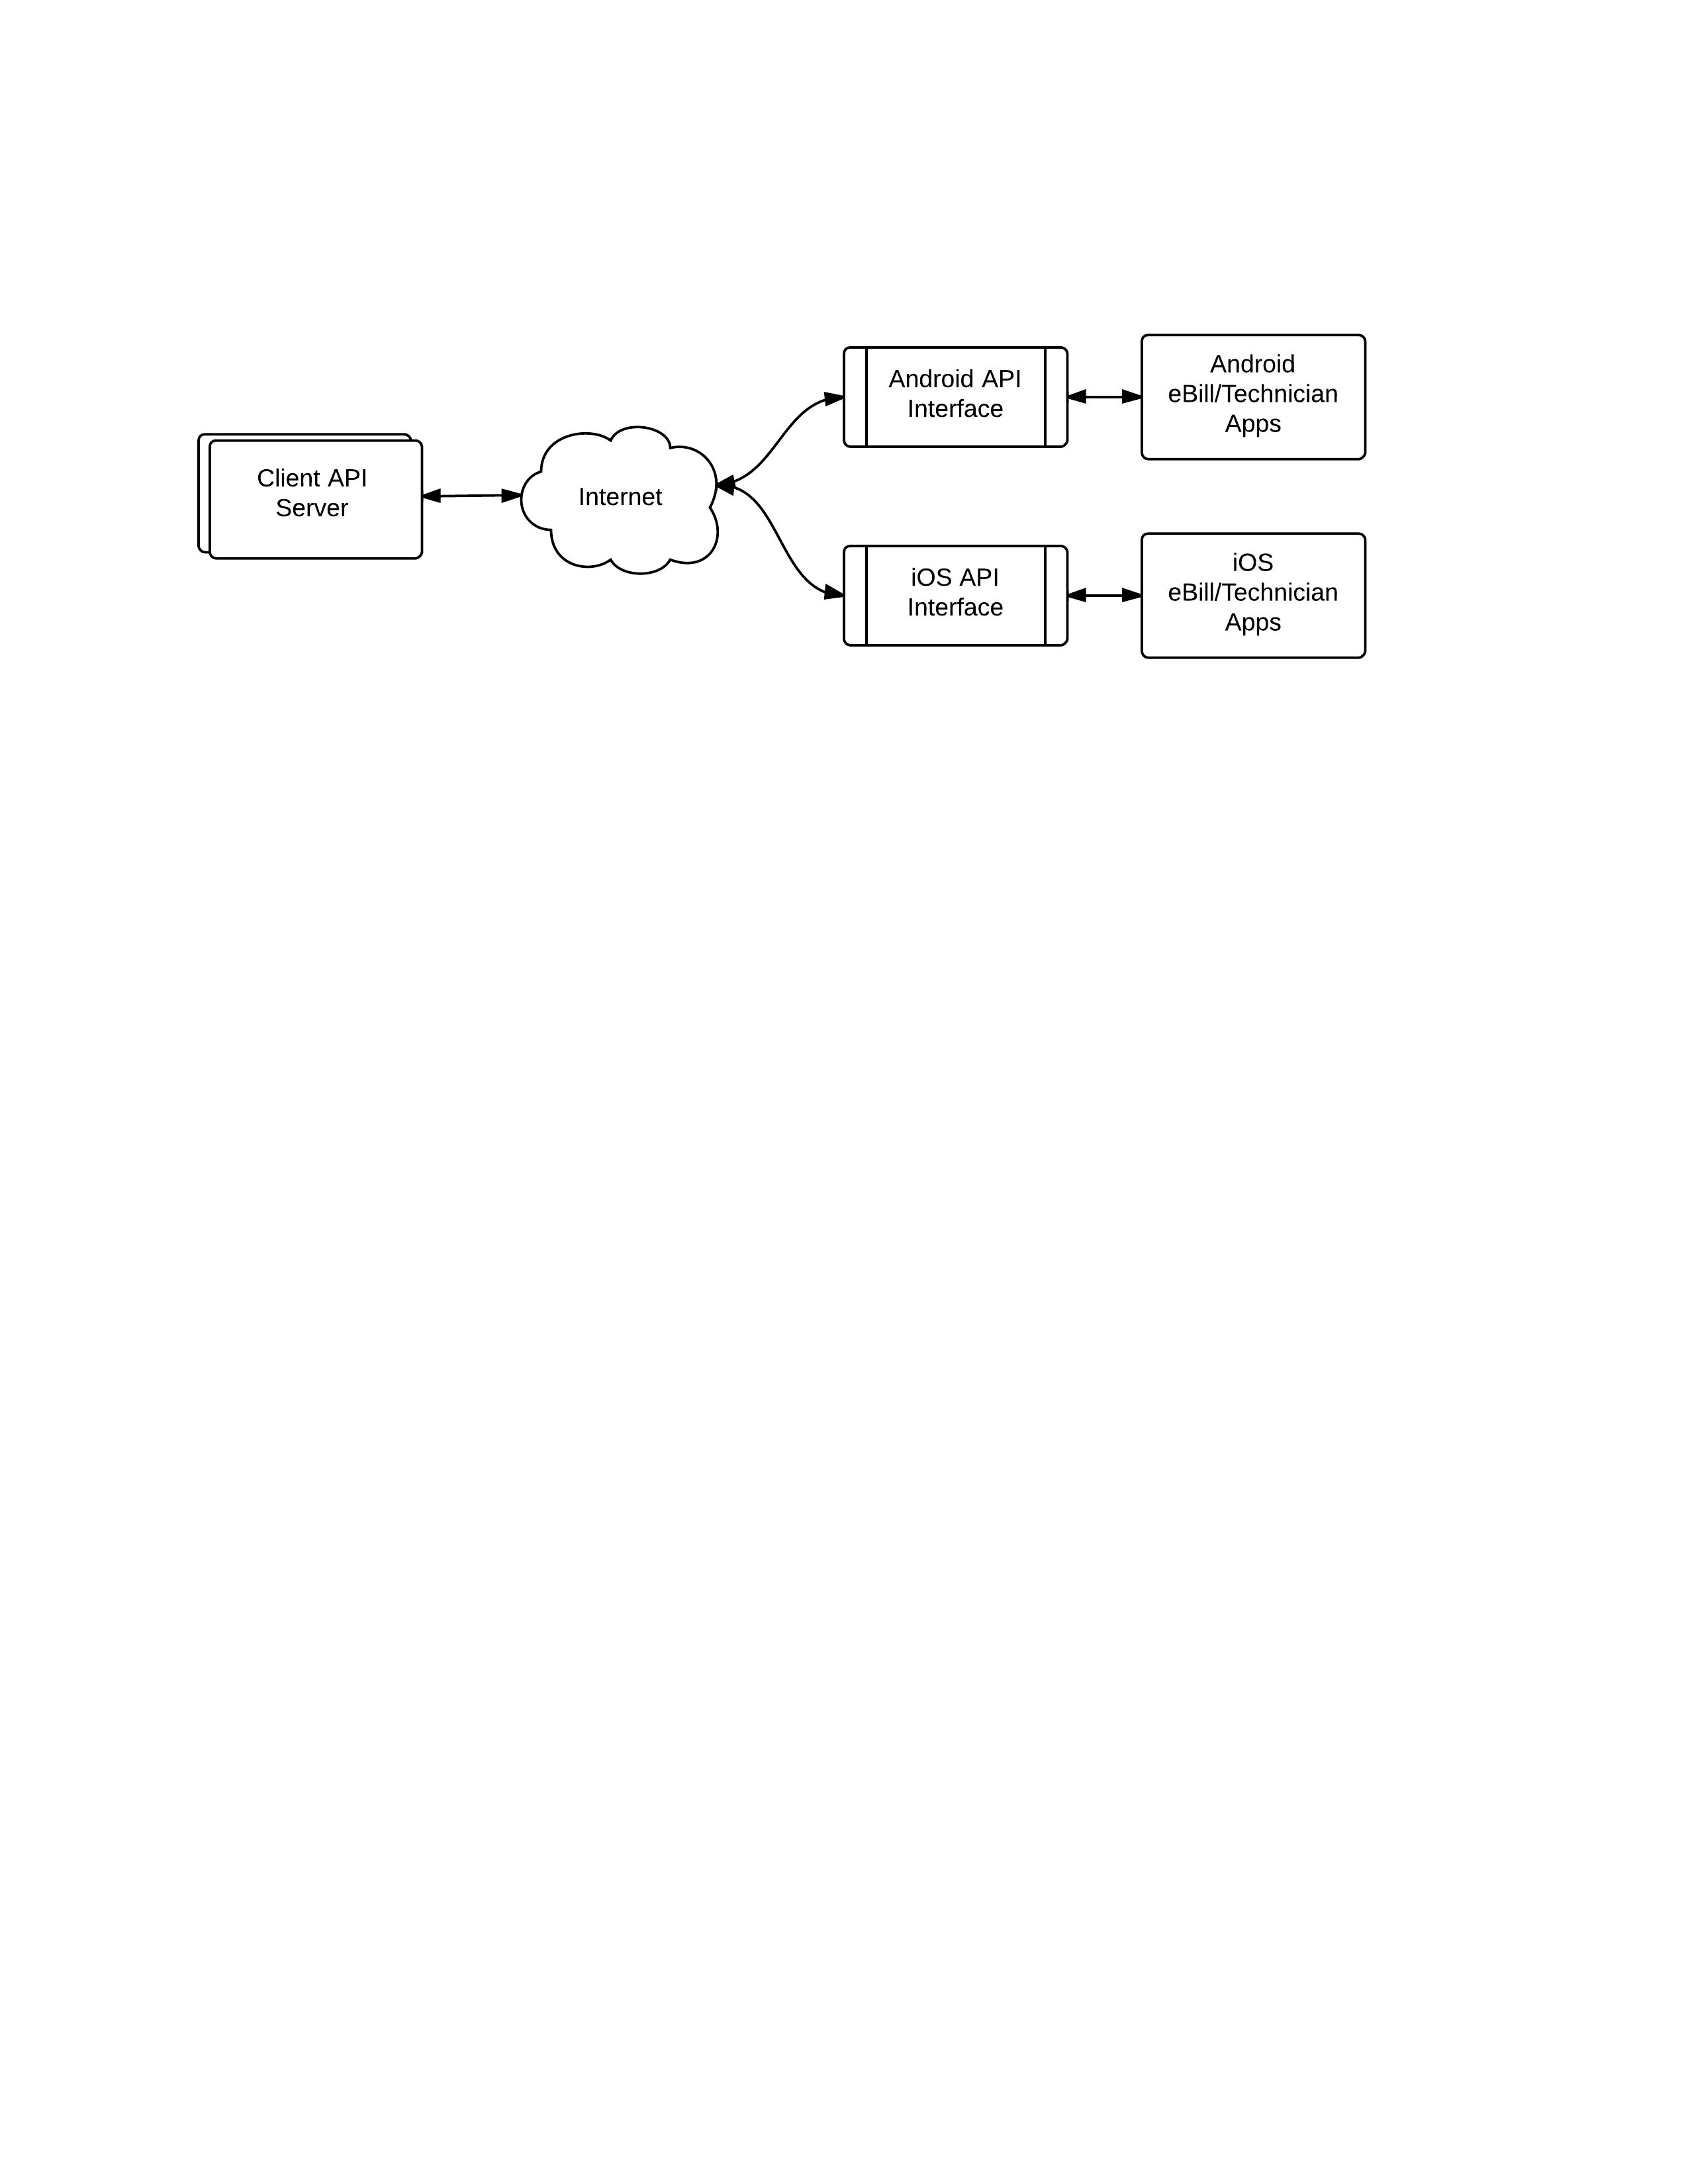 Client API
Server
Internet
Android API
Interface
Android
eBill/Technician
Apps
iOS API
Interface
iOS
eBill/Technician
Apps